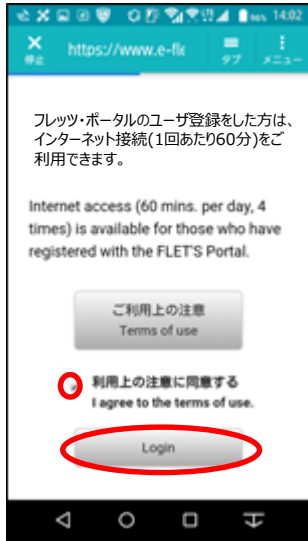 14:02
× https://www.e-fle
停止 タブ メニュー
フレッツ・ポータルのユーザ登録をした方は、
インターネット接続(1回あたり60分)をご
利用できます。
Internet access (60 mins. per day, 4
times) is available for those who have
registered with the FLET'S Portal.
ご利用上の注意
Terms of use
利用上の注意に同意する
I agree to the terms of use.
Login